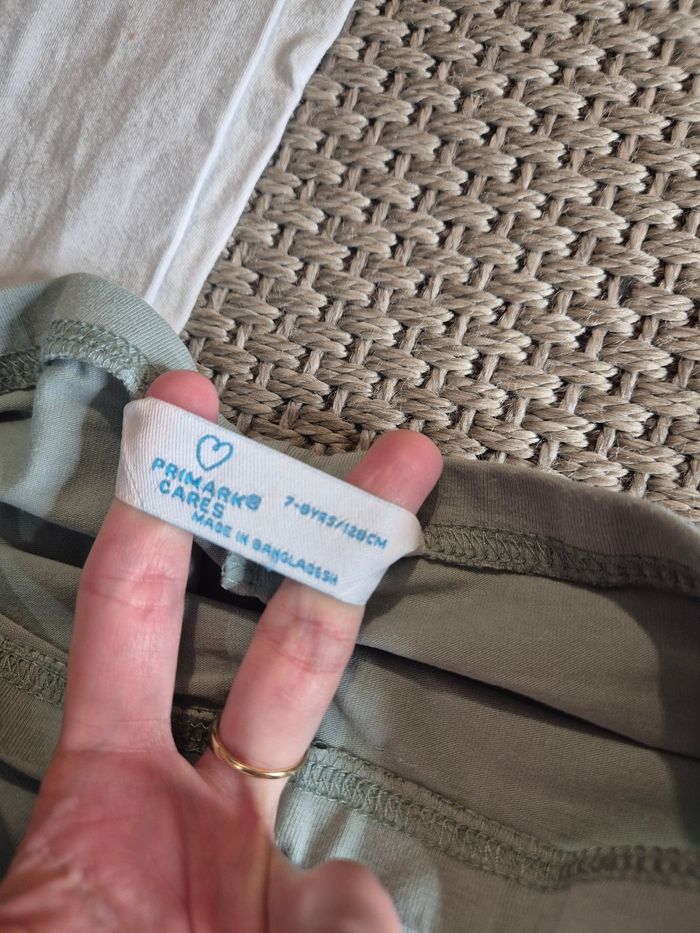 PRIMARK®
CARES
MADE IN BANGLADESH
7-8YRS/128CM